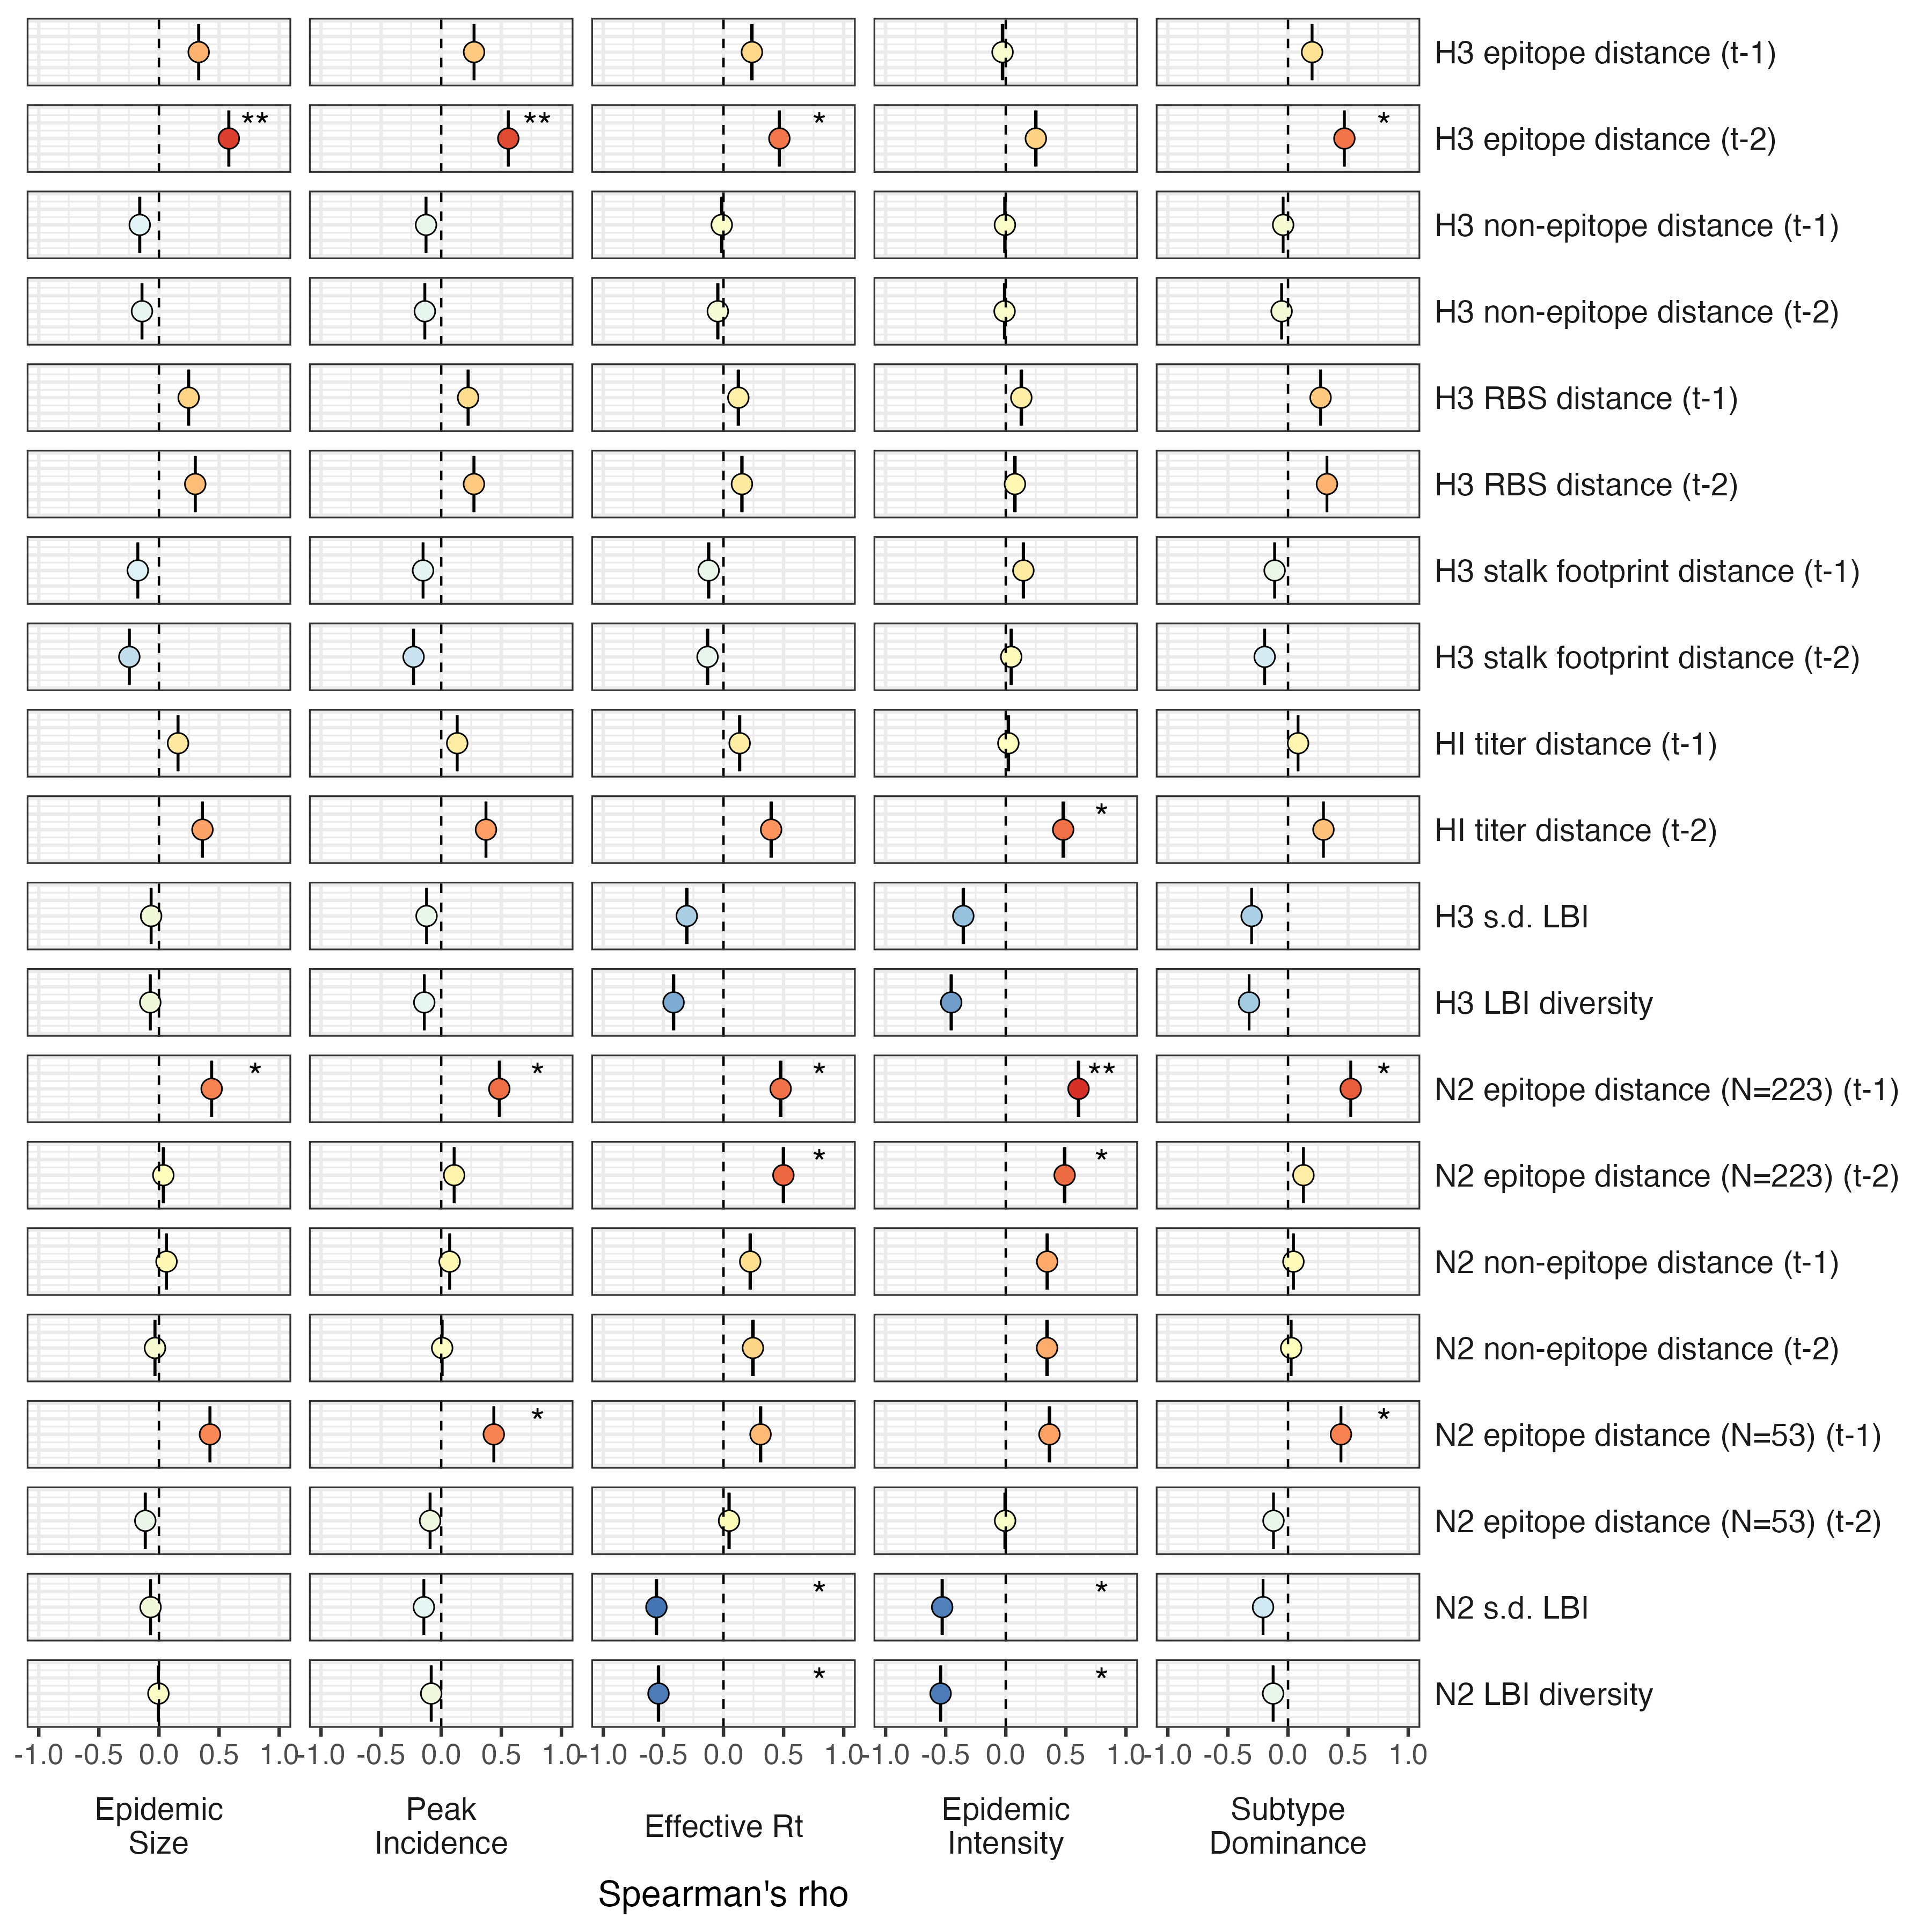 H3 epitope distance (t-1)
** ** * * H3 epitope distance (t-2)
H3 non-epitope distance (t-1)
H3 non-epitope distance (t-2)
H3 RBS distance (t-1)
H3 RBS distance (t-2)
H3 stalk footprint distance (t-1)
H3 stalk footprint distance (t-2)
HI titer distance (t-1)
* HI titer distance (t-2)
H3 s.d. LBI
H3 LBI diversity
* * * ** * N2 epitope distance (N=223) (t-1)
* * N2 epitope distance (N=223) (t-2)
N2 non-epitope distance (t-1)
N2 non-epitope distance (t-2)
* * N2 epitope distance (N=53) (t-1)
N2 epitope distance (N=53) (t-2)
* * N2 s.d. LBI
* * N2 LBI diversity
-1.0 -0.5 0.0 0.5 1.0 -1.0 -0.5 0.0 0.5 1.0 -1.0 -0.5 0.0 0.5 1.0 -1.0 -0.5 0.0 0.5 1.0 -1.0 -0.5 0.0 0.5 1.0
Epidemic
Size
Peak
Incidence
Effective Rt
Epidemic
Intensity
Subtype
Dominance
Spearman's rho